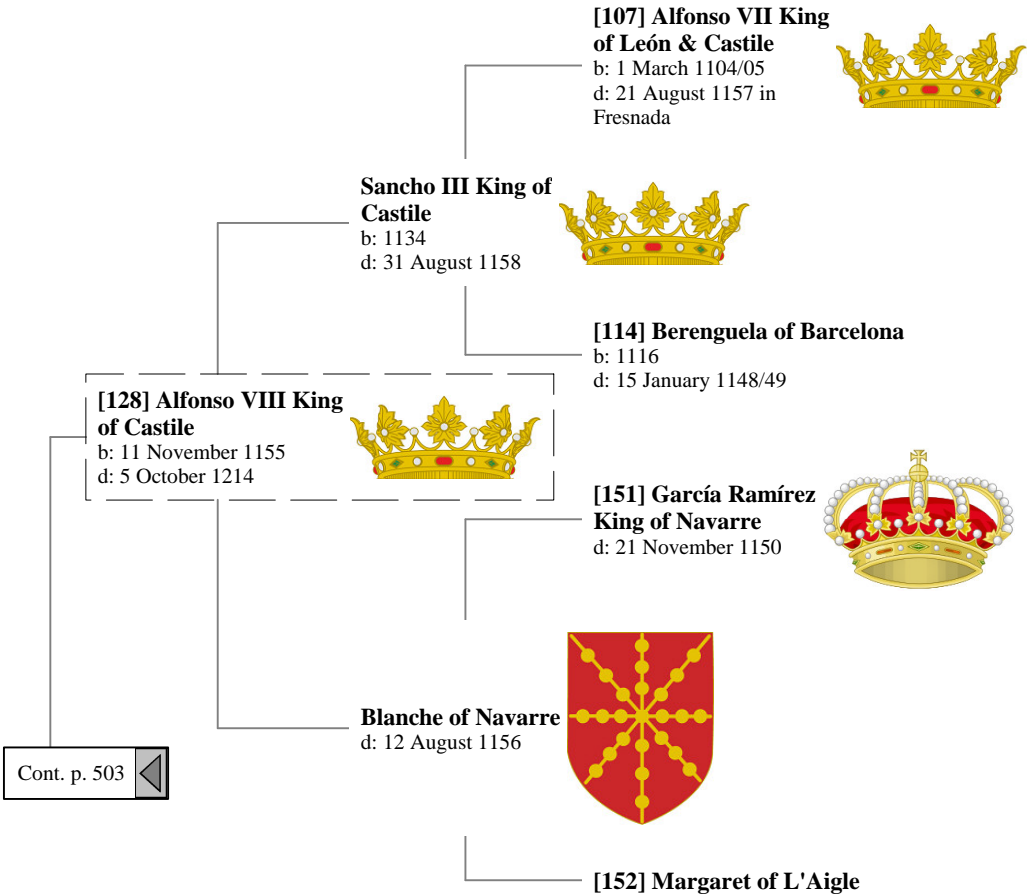 [107] Alfonso VII King
of León & Castile
b: 1 March 1104/05
d: 21 August 1157 in
Fresnada
Sancho III King of
Castile
b: 1134
d: 31 August 1158
[114] Berenguela of Barcelona
b: 1116
d: 15 January 1148/49
[128] Alfonso VIII King
of Castile
b: 11 November 1155
d: 5 October 1214
[151] García Ramírez
King of Navarre
d: 21 November 1150
Blanche of Navarre
d: 12 August 1156
Cont. p. 503
[152] Margaret of L'Aigle